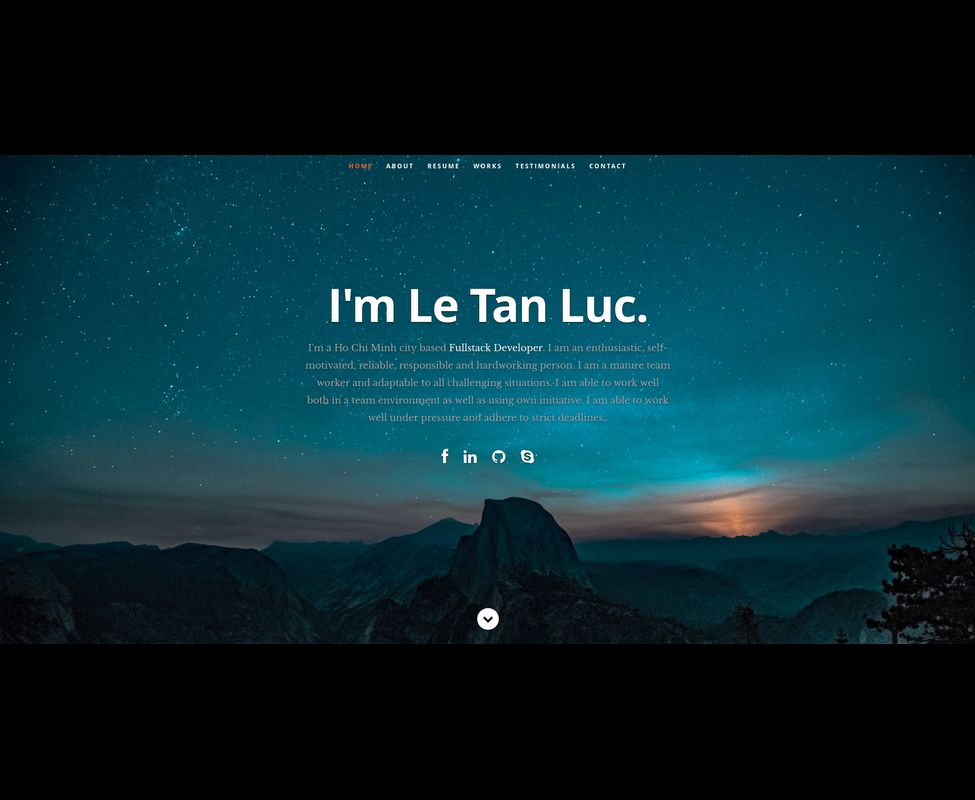 HOME ABOUT RESUME WORKS TESTIMONIALS CONTACT
I'm Le Tan Luc.
I'm a Ho Chi Minh city based Fullstack Developer. I am an enthusiastic, self-
motivated, reliable, responsible and hardworking person. I am a mature team
worker and adaptable to all challenging situations. I am able to work well
both in a team environment as well as using own initiative. I am able to work
well under pressure and adhere to strict deadlines..